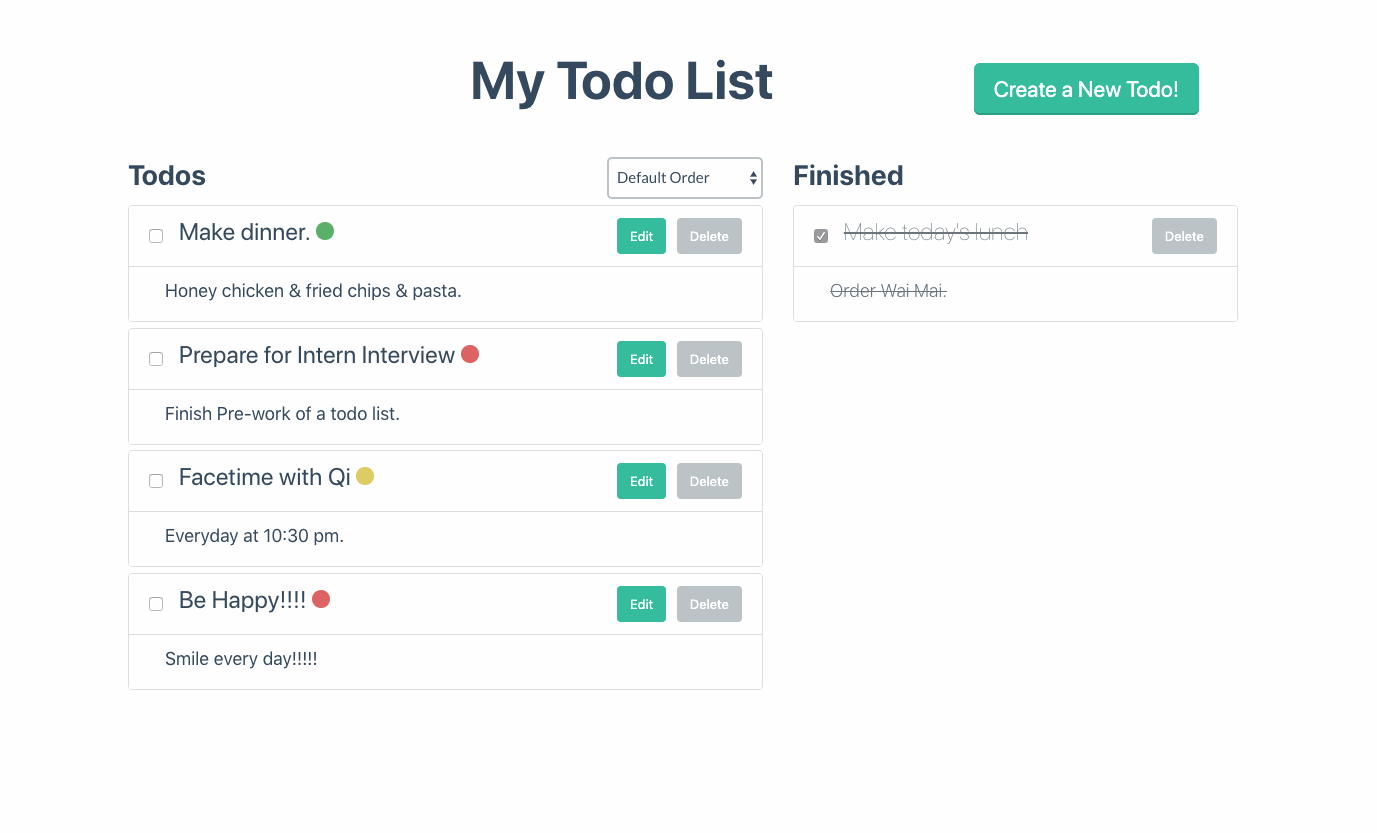 My Todo List
Create a New Todo!
Todos
Default Order
Make dinner.
Edit
Delete
Honey chicken & fried chips & pasta.
Prepare for Intern Interview
Edit
Delete
Finish Pre-work of a todo list.
Facetime with Qi
Edit
Delete
Everyday at 10:30 pm.
Be Happy!!!!
Edit
Delete
Smile every day!!!!!
Finished
Make today's lunch
Delete
Order Wai Mai.